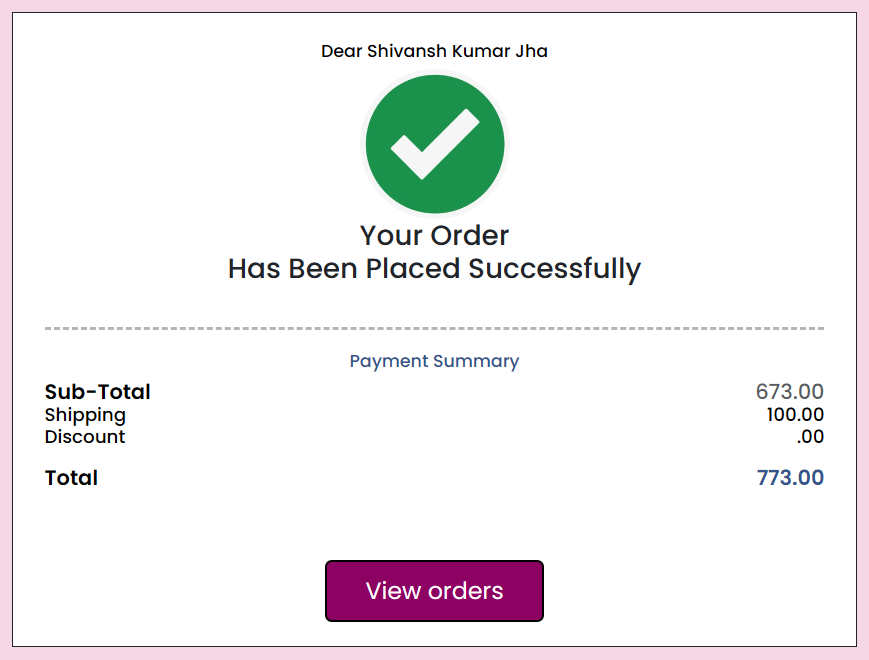 Dear Shivansh Kumar Jha
Your Order
Has Been Placed Successfully
Payment Summary
Sub-Total 673.00
Shipping 100.00
Discount .00
Total 773.00
View orders